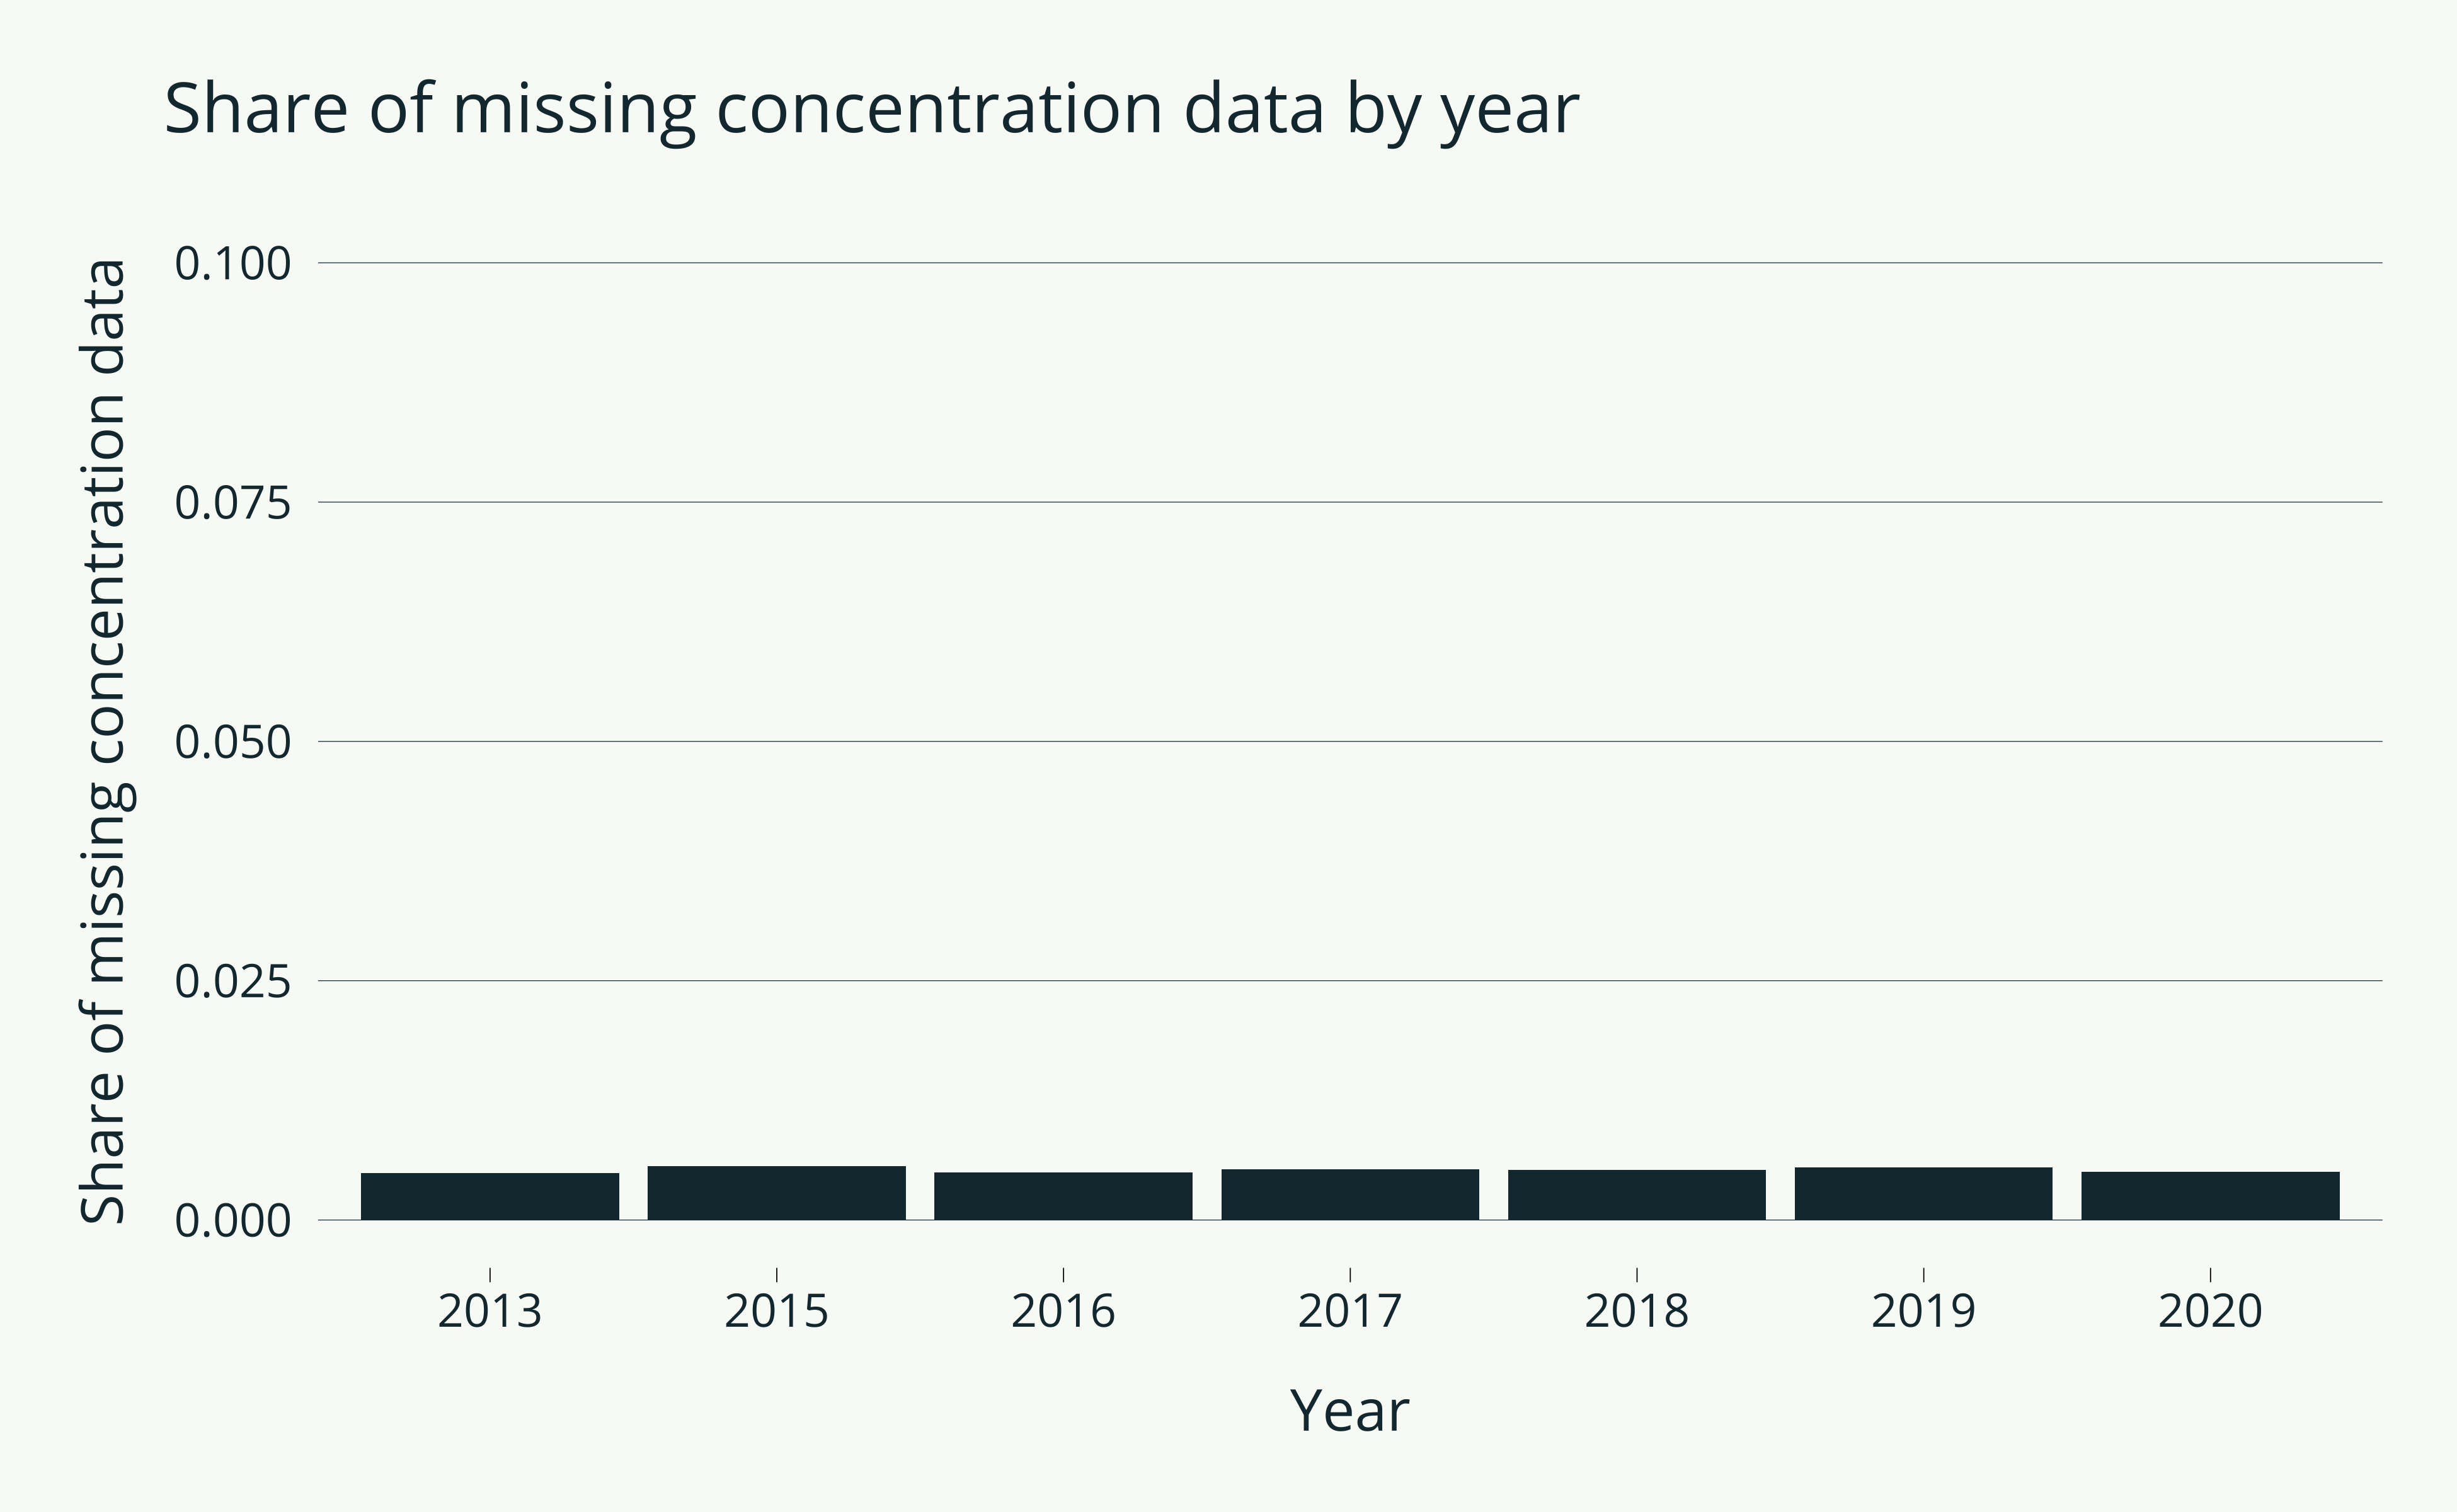 Share of missing concentration data by year
Share of missing concentration data
0.100
0.075
0.050
0.025
0.000
2013 2015 2016 2017 2018 2019 2020
Year